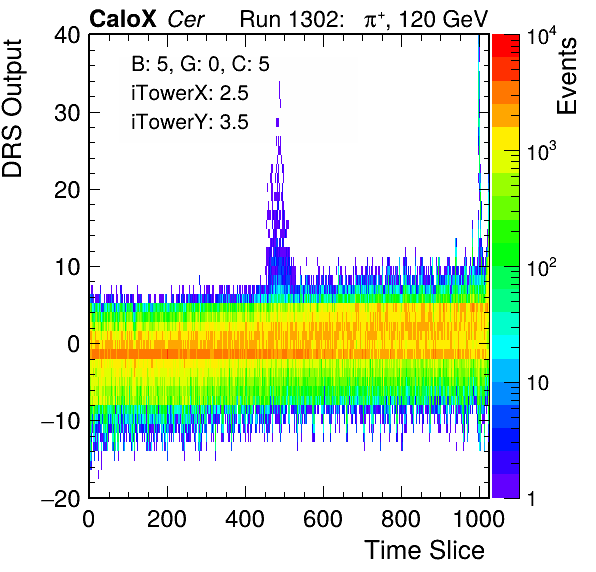 CaloX Cer Run 1302: π⁺, 120 GeV
B: 5, G: 0, C: 5
iTowerX: 2.5
iTowerY: 3.5
DRS Output
40
30
20
10
0
−10
−20
0 200 400 600 800 1000
Time Slice
Events
10⁴
10³
10²
10
1